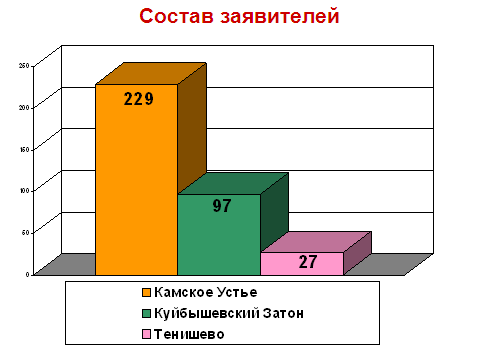 Состав заявителей
250
200
150
100
50
0
229
97
27
Камское Устье
Куйбышевский Затон
Тенишево